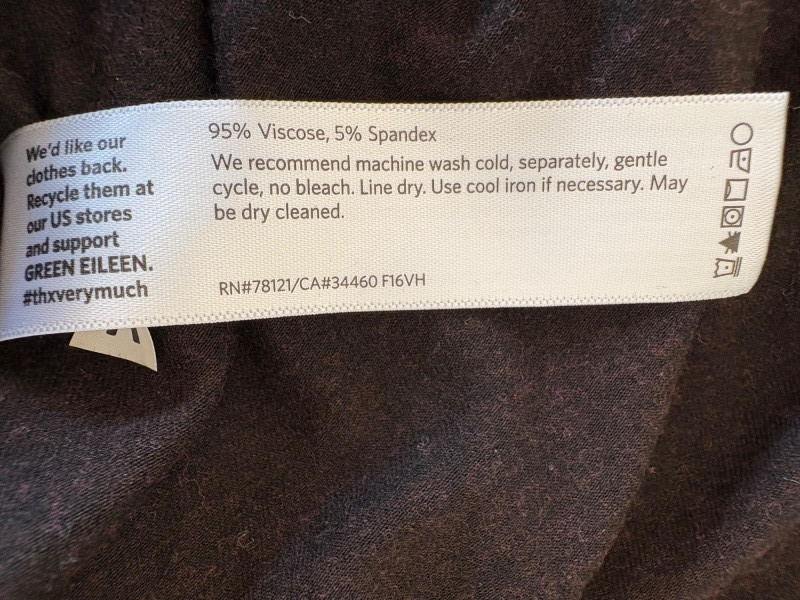 We'd like our
clothes back.
Recycle them at
our US stores
and support
GREEN EILEEN.
#thxverymuch
95% Viscose, 5% Spandex
We recommend machine wash cold, separately, gentle
cycle, no bleach. Line dry. Use cool iron if necessary. May
be dry cleaned.
RN#78121/CA#34460 F16VH